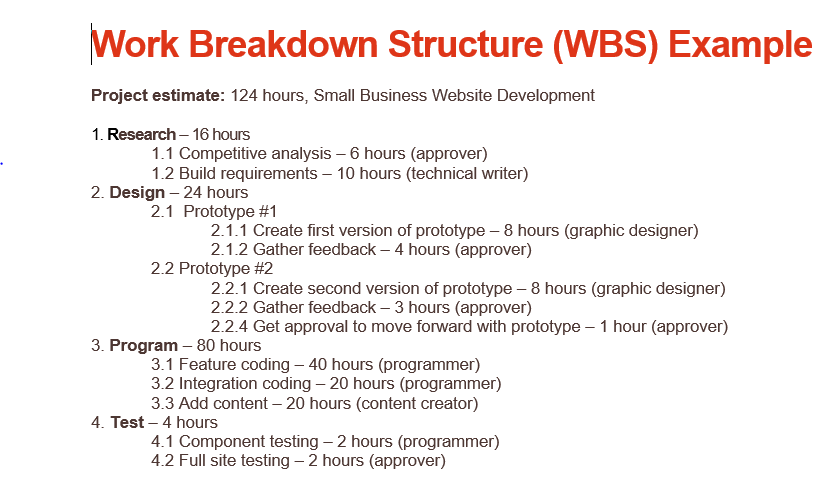 Work Breakdown Structure (WBS) Example
Project estimate: 124 hours, Small Business Website Development
1. Research – 16 hours
1.1 Competitive analysis – 6 hours (approver)
1.2 Build requirements – 10 hours (technical writer)
2. Design – 24 hours
2.1 Prototype #1
2.1.1 Create first version of prototype – 8 hours (graphic designer)
2.1.2 Gather feedback – 4 hours (approver)
2.2 Prototype #2
2.2.1 Create second version of prototype – 8 hours (graphic designer)
2.2.2 Gather feedback – 3 hours (approver)
2.2.4 Get approval to move forward with prototype – 1 hour (approver)
3. Program – 80 hours
3.1 Feature coding – 40 hours (programmer)
3.2 Integration coding – 20 hours (programmer)
3.3 Add content – 20 hours (content creator)
4. Test – 4 hours
4.1 Component testing – 2 hours (programmer)
4.2 Full site testing – 2 hours (approver)